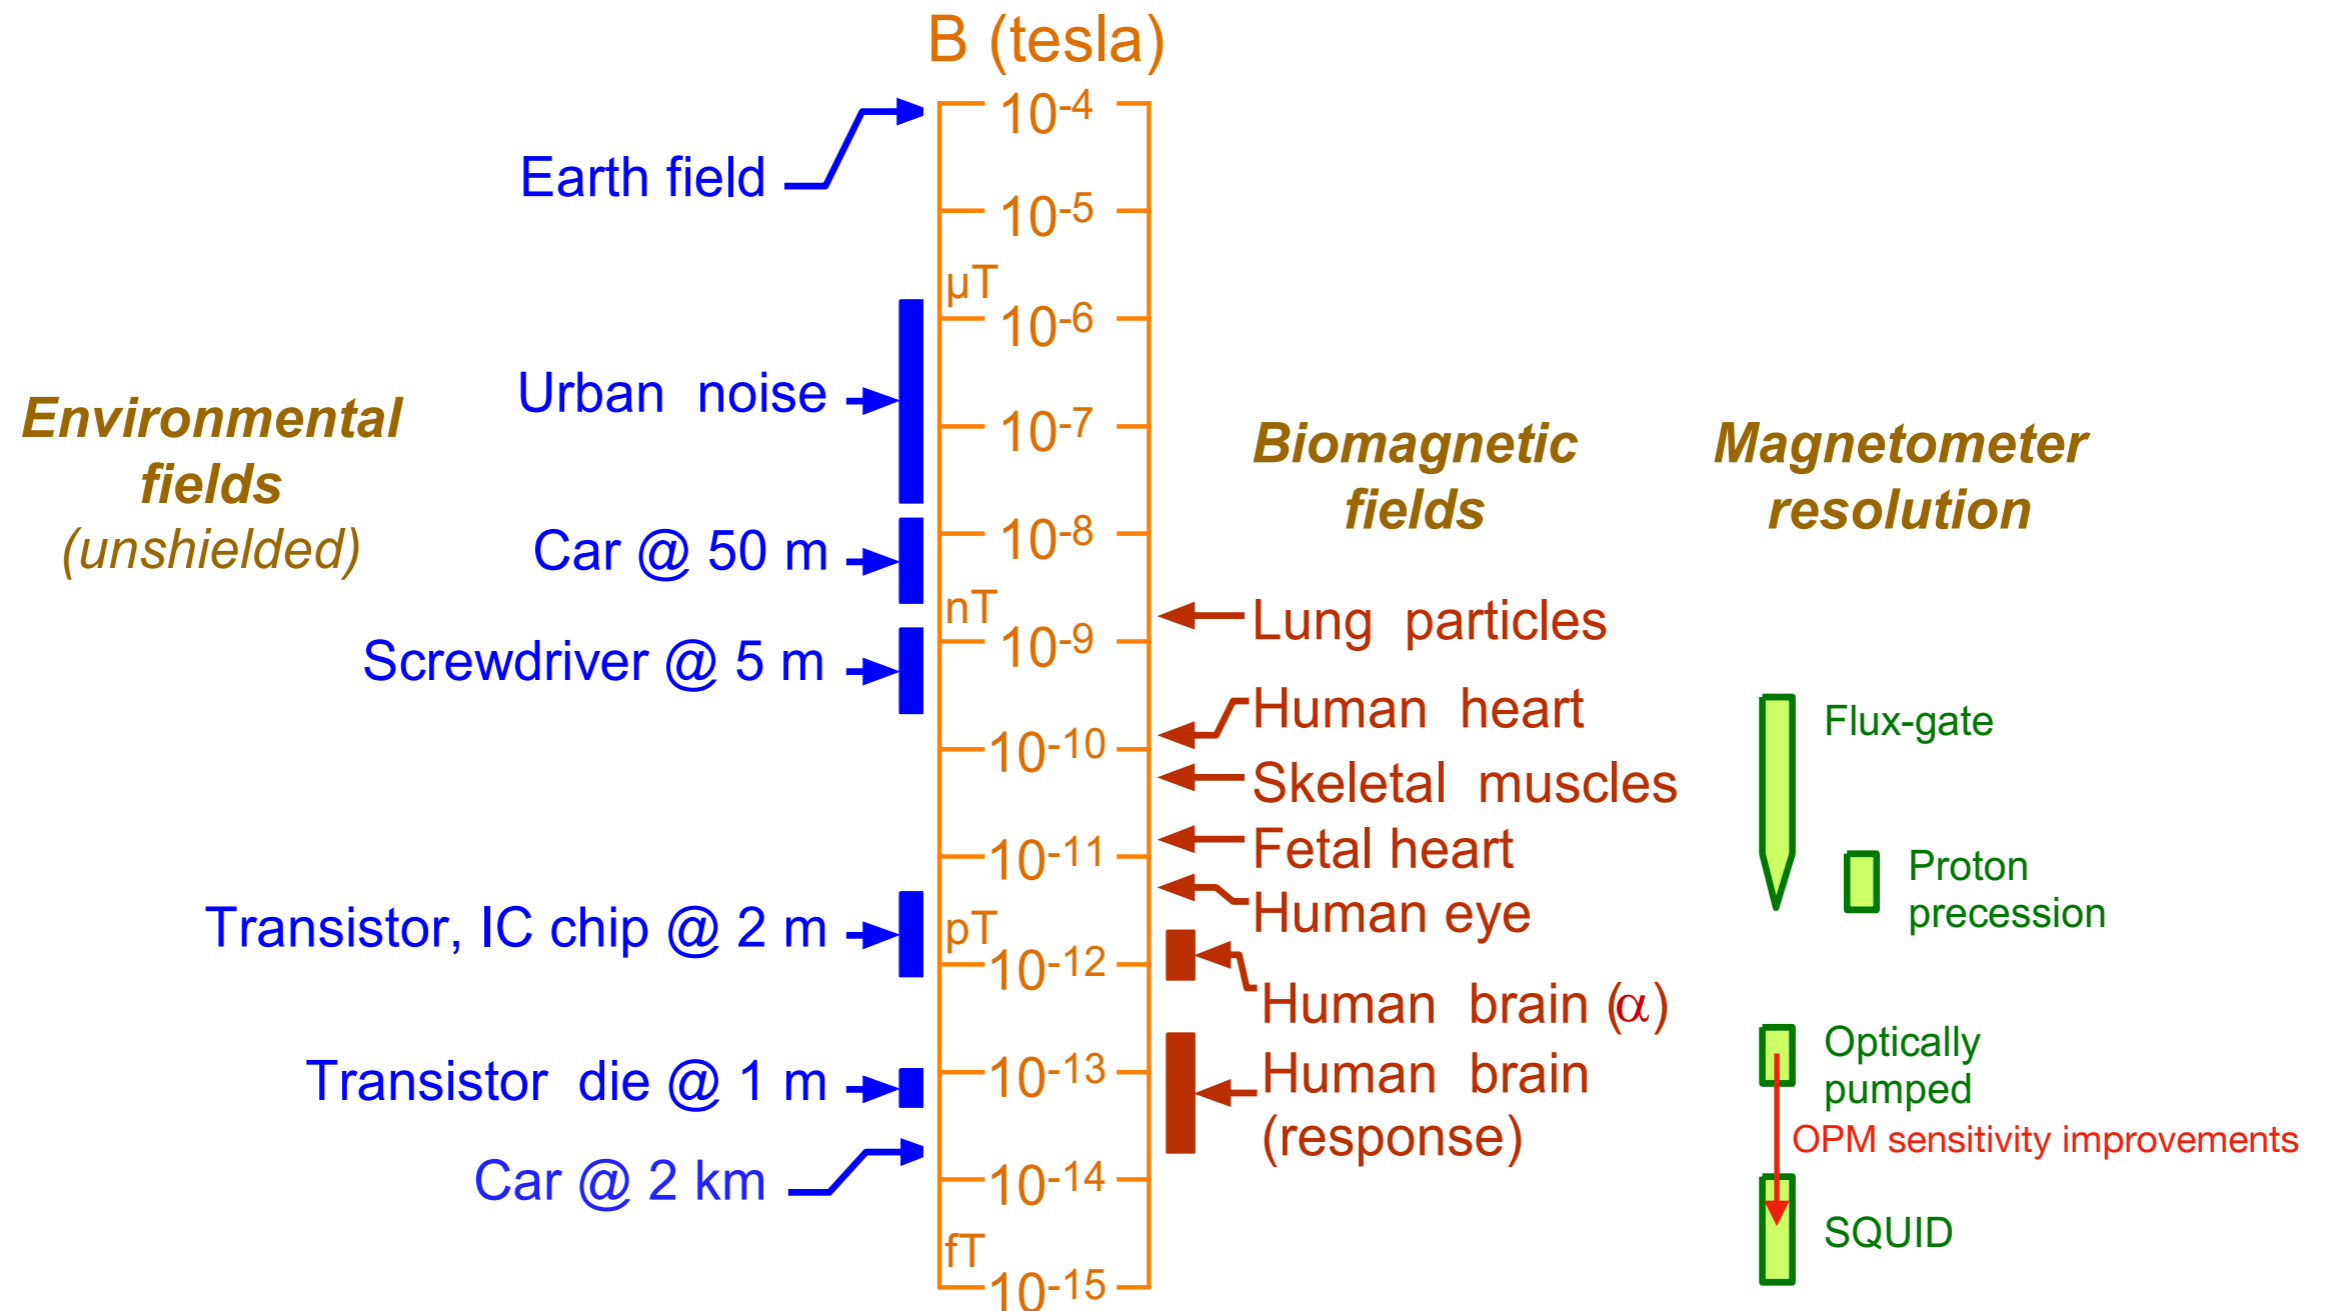 B (tesla)
10-4
Earth field
10-5
µT
10-6
Urban noise
10-7
Environmental
fields
(unshielded)
Biomagnetic
fields
Magnetometer
resolution
10-8
Car @ 50 m
nT
Lung particles
10-9
Screwdriver @ 5 m
Human heart
Flux-gate
10-10
Skeletal muscles
Fetal heart
10-11
Proton
precession
Human eye
Transistor, IC chip @ 2 m
pT
10-12
Human brain (α)
Optically
pumped
10-13
Transistor die @ 1 m
Human brain
(response)
OPM sensitivity improvements
Car @ 2 km
10-14
SQUID
fT
10-15